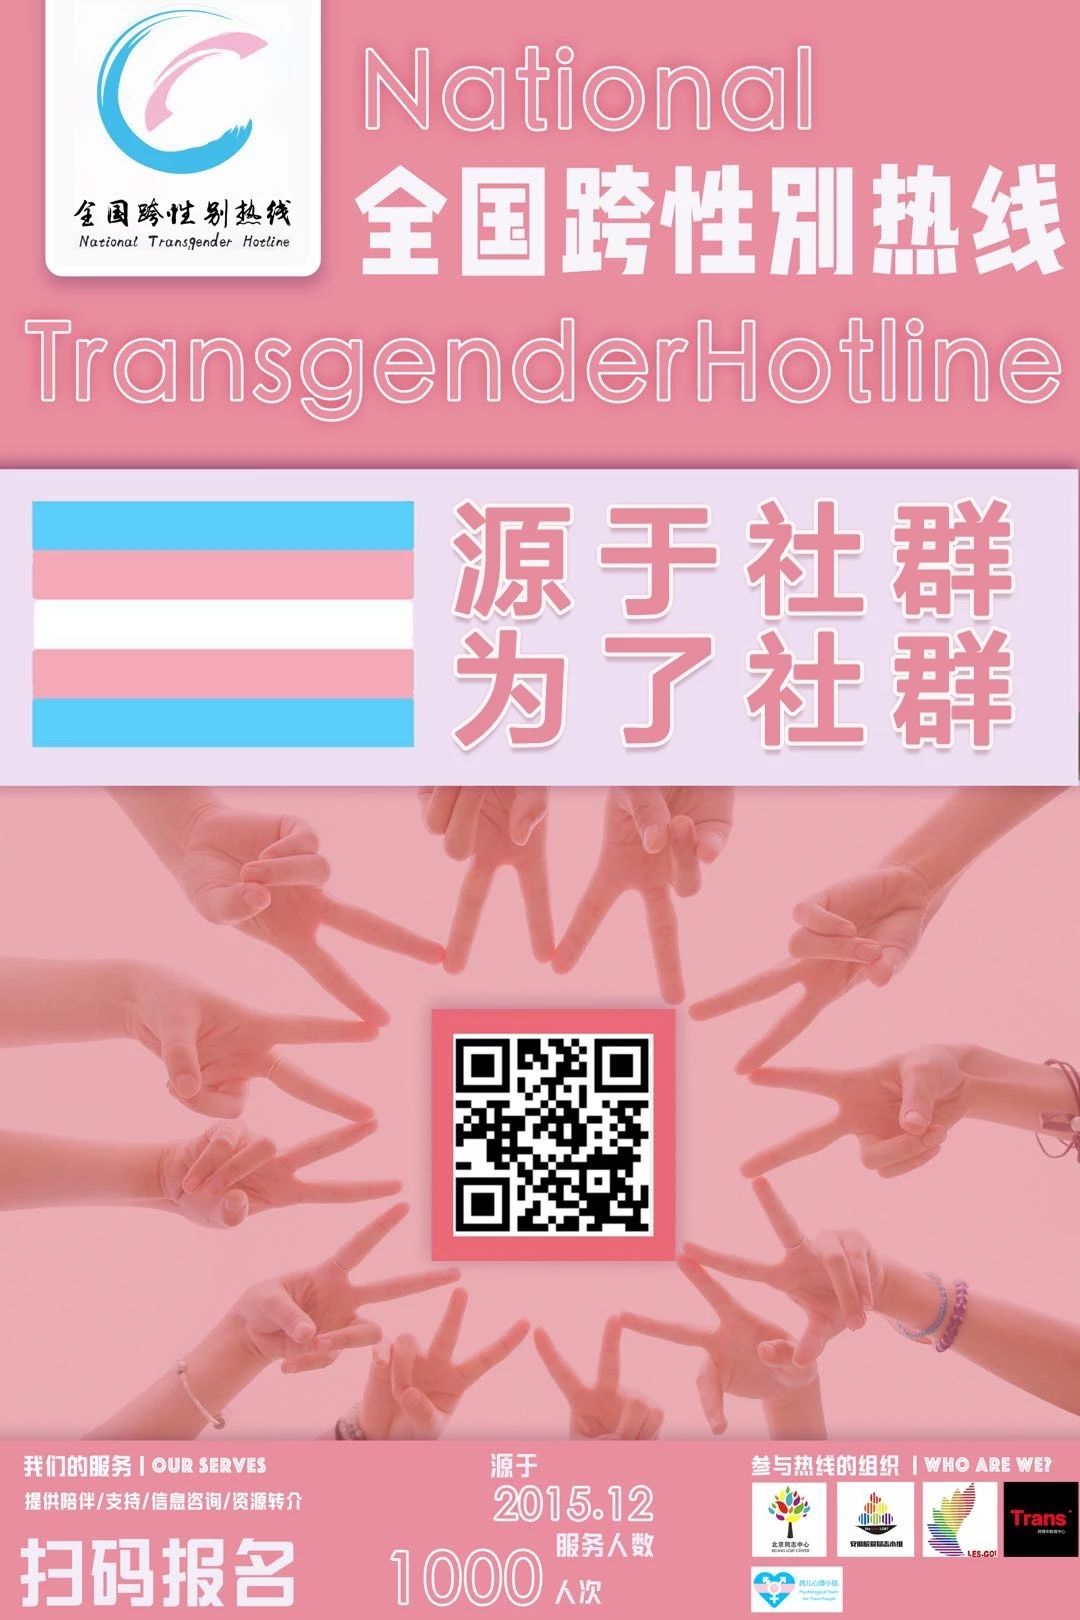 全国跨性别热线
National Transgender Hotline
National
全国跨性别热线
TransgenderHotline
源于社群
为了社群
我们的服务 | OUR SERVES
提供陪伴/支持/信息咨询/资源转介
扫码报名
源于
2015.12
服务人数
1000人次
参与热线的组织 | WHO ARE WE?
北京同志中心
BEIJING LGBT CENTER
LES-GO!
Trans
跨儿心理小组
Psychological Team
for Trans People